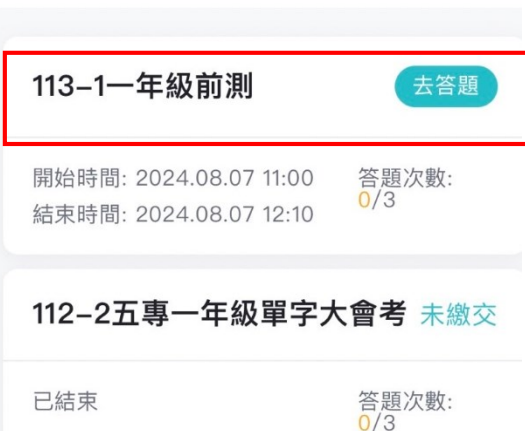 113-1一年級前測 去答題
開始時間: 2024.08.07 11:00 答題次數:
結束時間: 2024.08.07 12:10 0/3
112-2五專一年級單字大會考 未繳交
已結束 答題次數:
0/3